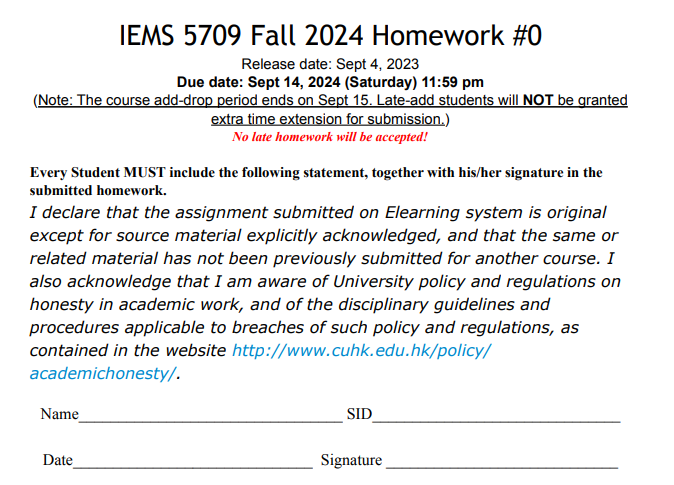 IEMS 5709 Fall 2024 Homework #0
Release date: Sept 4, 2023
Due date: Sept 14, 2024 (Saturday) 11:59 pm
(Note: The course add-drop period ends on Sept 15. Late-add students will NOT be granted
extra time extension for submission.)
No late homework will be accepted!
Every Student MUST include the following statement, together with his/her signature in the
submitted homework.
I declare that the assignment submitted on Elearning system is original
except for source material explicitly acknowledged, and that the same or
related material has not been previously submitted for another course. I
also acknowledge that I am aware of University policy and regulations on
honesty in academic work, and of the disciplinary guidelines and
procedures applicable to breaches of such policy and regulations, as
contained in the website http://www.cuhk.edu.hk/policy/
academichonesty/.
Name_________________________________ SID_______________________________
Date______________________________ Signature _____________________________